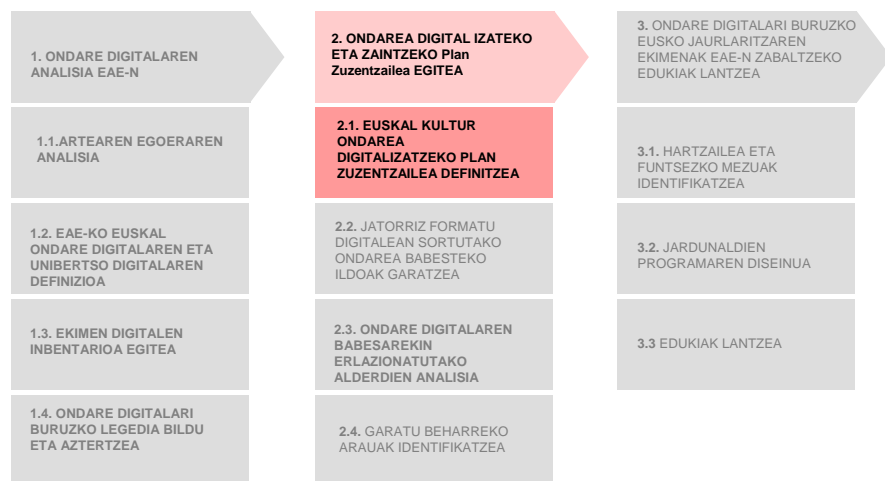 1. ONDARE DIGITALAREN
ANALISIA EAE-N
1.1.ARTEAREN EGOERAREN
ANALISIA
1.2. EAE-KO EUSKAL
ONDARE DIGITALAREN ETA
UNIBERTSO DIGITALAREN
DEFINIZIOA
1.3. EKIMEN DIGITALEN
INBENTARIOA EGITEA
1.4. ONDARE DIGITALARI
BURUZKO LEGEDIA BILDU
ETA AZTERTZEA
2. ONDAREA DIGITAL IZATEKO
ETA ZAINTZEKO Plan
Zuzentzailea EGITEA
2.1. EUSKAL KULTUR
ONDAREA
DIGITALIZATZEKO PLAN
ZUZENTZAILEA DEFINITZEA
2.2. JATORRIZ FORMATU
DIGITALEAN SORTUTAKO
ONDAREA BABESTEKO
ILDOAK GARATZEA
2.3. ONDARE DIGITALAREN
BABESAREKIN
ERLAZIONATUTAKO
ALDERDIEN ANALISIA
2.4. GARATU BEHARREKO
ARAUAK IDENTIFIKATZEA
3. ONDARE DIGITALARI BURUZKO
EUSKO JAURLARITZAREN
EKIMENAK EAE-N ZABALTZEKO
EDUKIAK LANTZEA
3.1. HARTZAILEA ETA
FUNTSEZKO MEZUAK
IDENTIFIKATZEA
3.2. JARDUNALDIEN
PROGRAMAREN DISEINUA
3.3 EDUKIAK LANTZEA